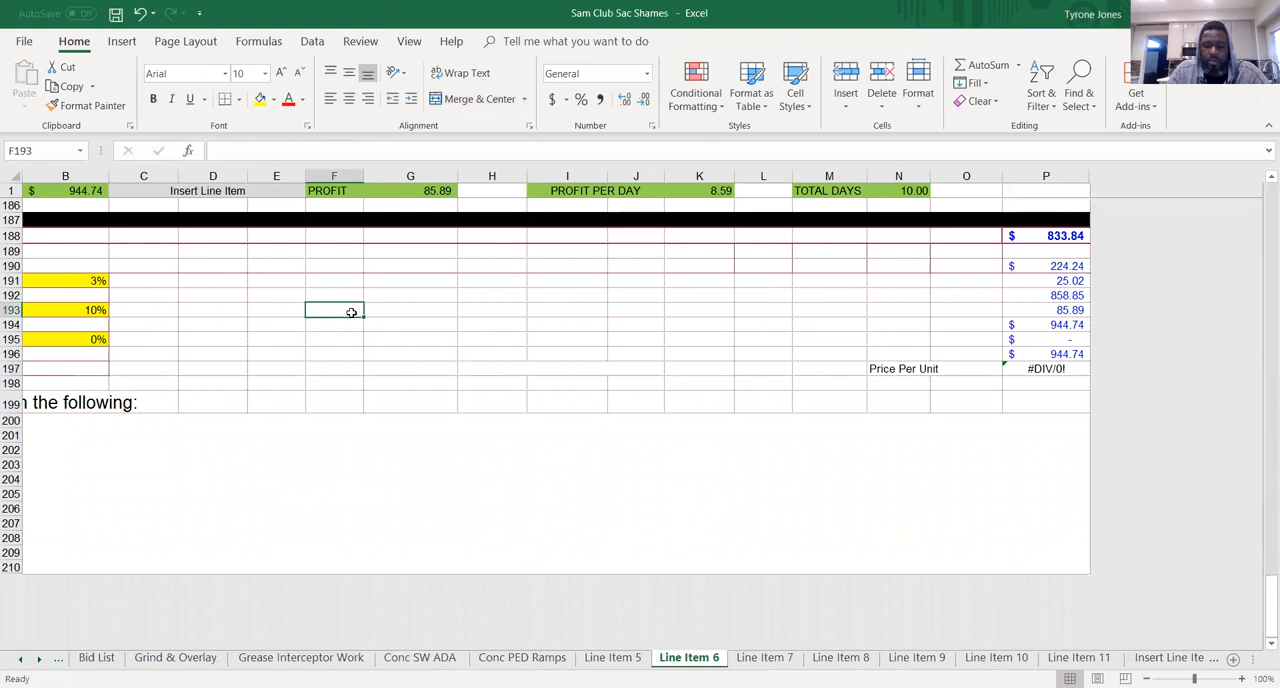 AutoSave Off
Sam Club Sac Shames - Excel
Tyrone Jones
File Home Insert Page Layout Formulas Data Review View Help Tell me what you want to do
Paste
Cut
Copy
Format Painter
Clipboard
Arial 10
B I U
A
Font
Wrap Text
Merge & Center
Alignment
General
$ % ,
Number
Conditional Formatting
Format as Table
Cell Styles
Styles
Insert Delete Format
Cells
AutoSum
Fill
Clear
Sort & Filter
Find & Select
Editing
Get Add-ins
Add-ins
F193
fx
B C D E F G H I J K L M N O P
1 $ 944.74 Insert Line Item PROFIT 85.89 PROFIT PER DAY 8.59 TOTAL DAYS 10.00
186
187
188 $ 833.84
189
190 $ 224.24
191 3% 25.02
192 858.85
193 10% 85.89
194 $ 944.74
195 0% $ -
196 $ 944.74
197 Price Per Unit #DIV/0!
198
199 n the following:
200
201
202
203
204
205
206
207
208
209
210
... Bid List Grind & Overlay Grease Interceptor Work Conc SW ADA Conc PED Ramps Line Item 5 Line Item 6 Line Item 7 Line Item 8 Line Item 9 Line Item 10 Line Item 11 Insert Line Ite ...
Ready
100%